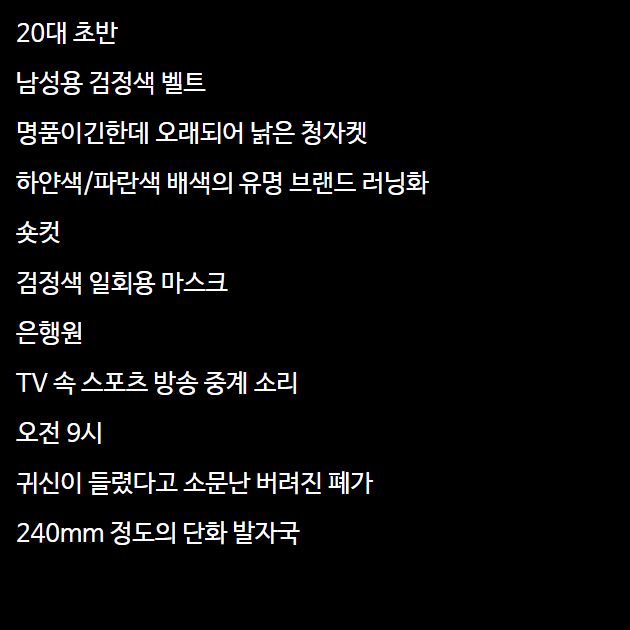 20대 초반
남성용 검정색 벨트
명품이긴한데 오래되어 낡은 청자켓
하얀색/파란색 배색의 유명 브랜드 러닝화
숏컷
검정색 일회용 마스크
은행원
TV 속 스포츠 방송 중계 소리
오전 9시
귀신이 들렸다고 소문난 버려진 폐가
240mm 정도의 단화 발자국